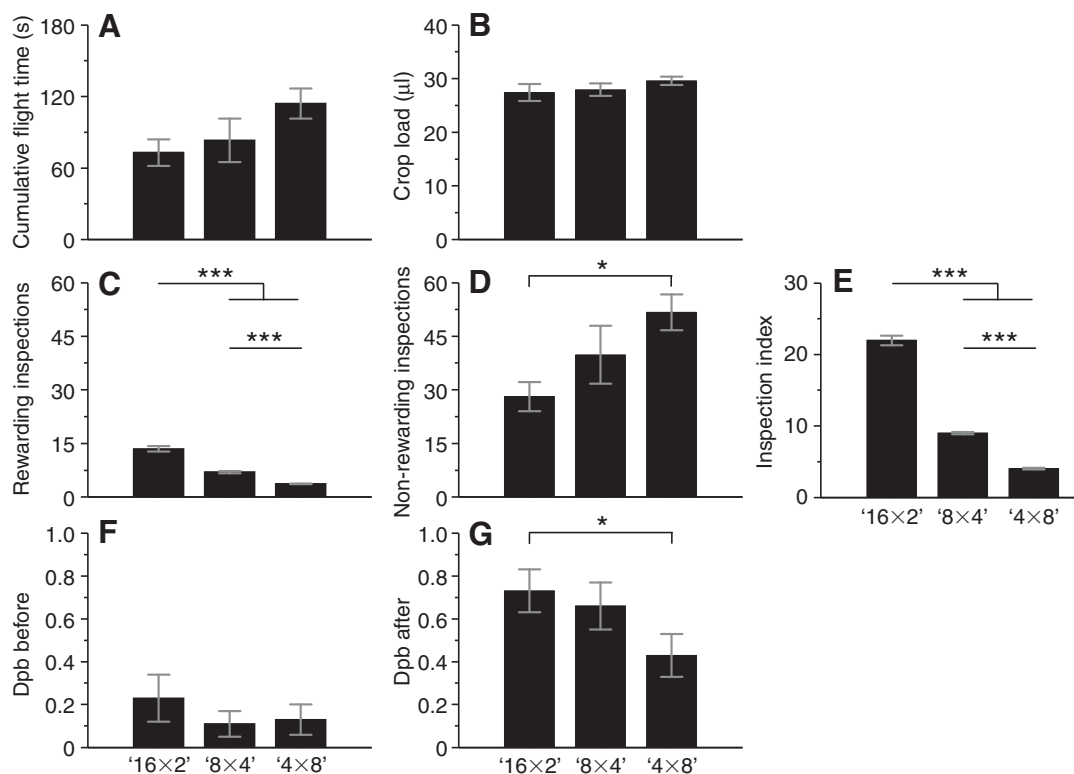 A
Cumulative flight time (s)
180
120
60
0
B
Crop load (μl)
40
30
20
10
0
C
Rewarding inspections
60
45
30
15
0
***
***
D
Non-rewarding inspections
60
45
30
15
0
*
E
Inspection index
30
20
10
0
***
***
‘16×2’ ‘8×4’ ‘4×8’
F
Dpb before
1.0
0.8
0.6
0.4
0.2
0
‘16×2’ ‘8×4’ ‘4×8’
G
Dpb after
1.0
0.8
0.6
0.4
0.2
0
*
‘16×2’ ‘8×4’ ‘4×8’